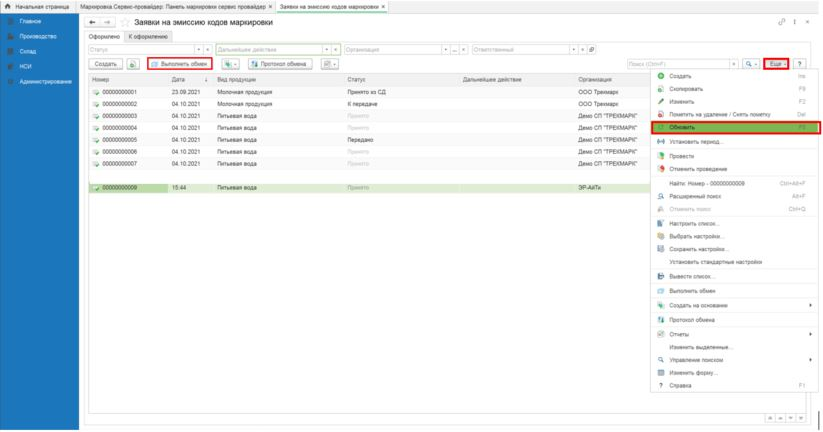 Начальная страница
Маркировка.Сервис-провайдер: Панель маркировки сервис провайдер ×
Заявки на эмиссию кодов маркировки ×
Главное
Производство
Склад
НСИ
Администрирование
Заявки на эмиссию кодов маркировки
Оформлено
К оформлению
Статус
Дальнейшее действие
Организация
Ответственный
Создать
Выполнить обмен
Протокол обмена
Поиск (Ctrl+F)
Еще
?
Номер Дата ↓ Вид продукции Статус Дальнейшее действие Организация
00000000001 23.09.2021 Молочная продукция Принято из СД ООО Трекмарк
00000000002 04.10.2021 Молочная продукция К передаче ООО Трекмарк
00000000003 04.10.2021 Питьевая вода Принято Демо СП "ТРЕКМАРК"
00000000004 04.10.2021 Питьевая вода Принято Демо СП "ТРЕКМАРК"
00000000005 04.10.2021 Питьевая вода Передано Демо СП "ТРЕКМАРК"
00000000006 04.10.2021 Питьевая вода Принято Демо СП "ТРЕКМАРК"
00000000007 04.10.2021 Питьевая вода Принято Демо СП "ТРЕКМАРК"
00000000009 15:44 Питьевая вода Принято ЭР-АйТи
Создать Ins
Скопировать F9
Изменить F2
Пометить на удаление / Снять пометку Del
Обновить F5
Установить период...
Провести
Отменить проведение
Найти: Номер - 00000000009 Ctrl+Alt+F
Расширенный поиск Alt+F
Отменить поиск Ctrl+Q
Настроить список...
Выбрать настройки...
Сохранить настройки...
Установить стандартные настройки
Вывести список...
Выполнить обмен
Создать на основании
Протокол обмена
Отчеты
Изменить выделенные...
Управление поиском
Изменить форму...
Справка F1